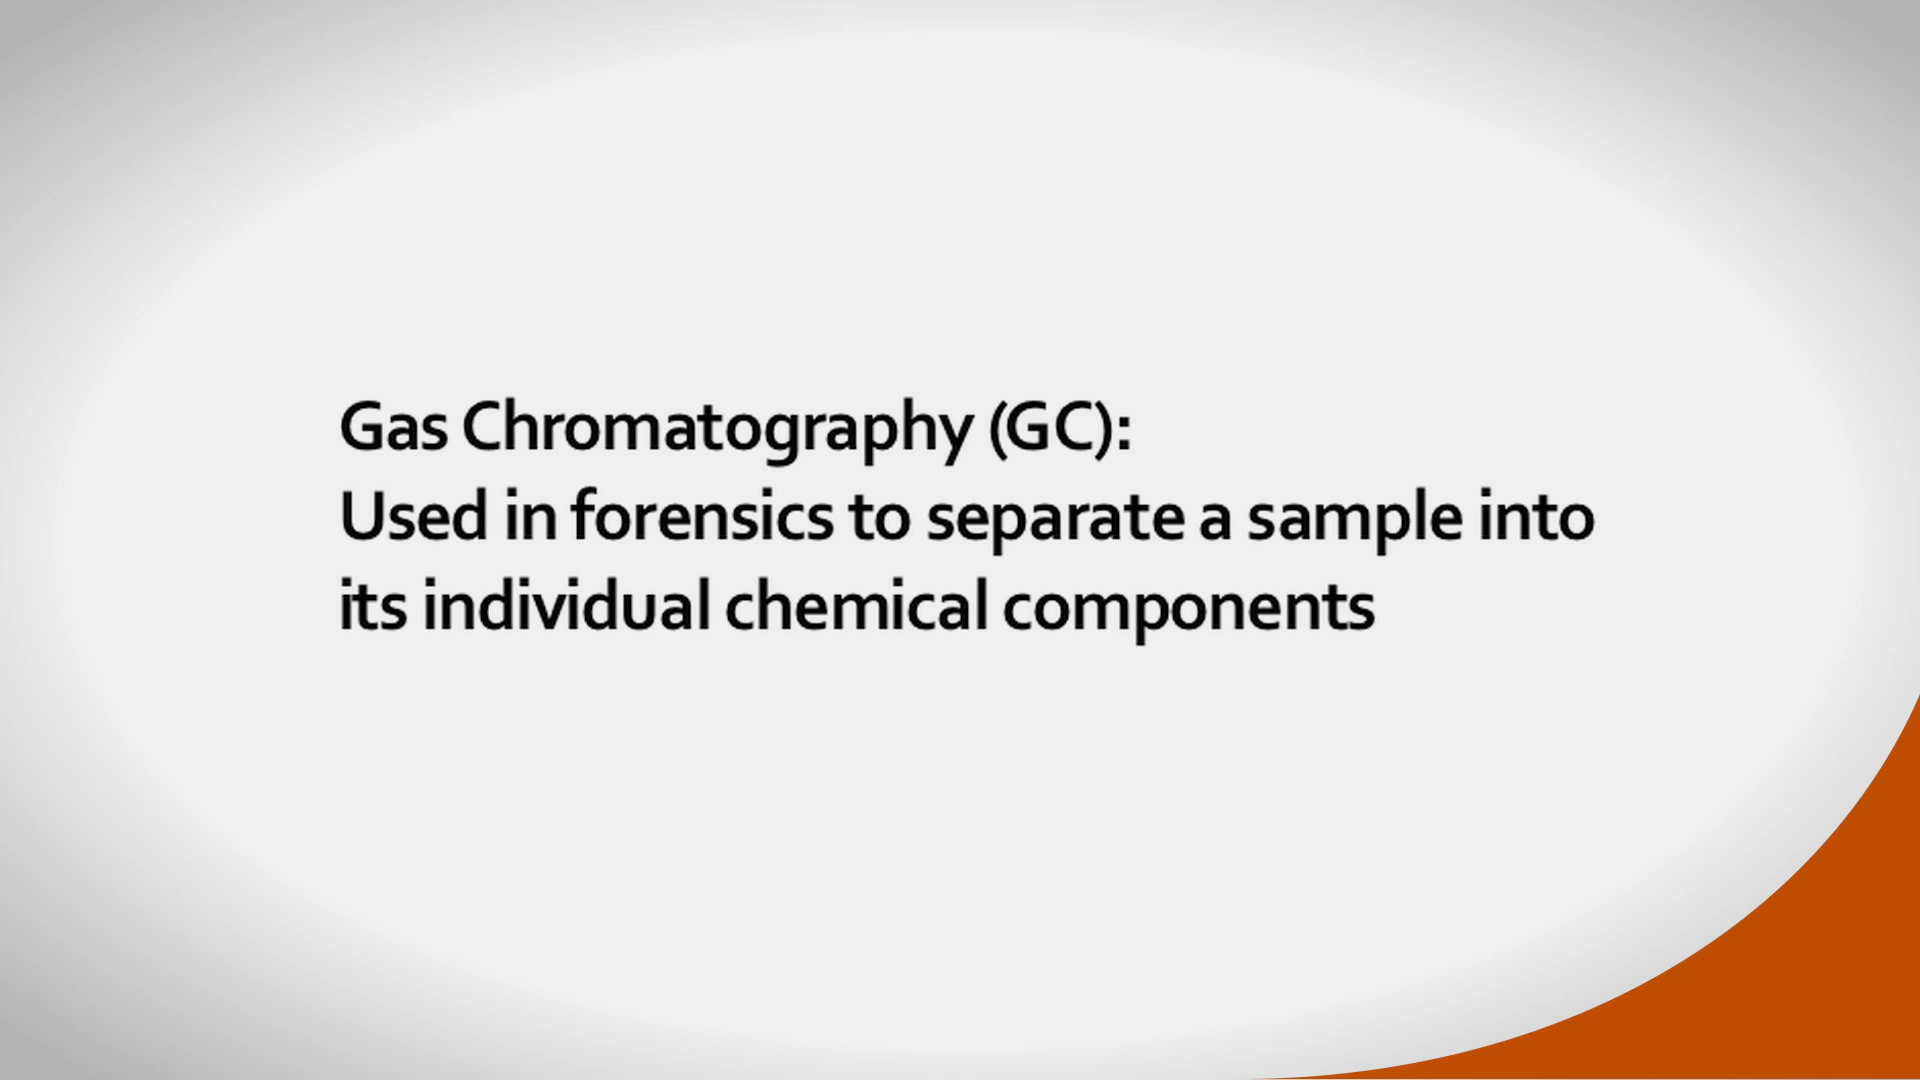 Gas Chromatography (GC):
Used in forensics to separate a sample into
its individual chemical components